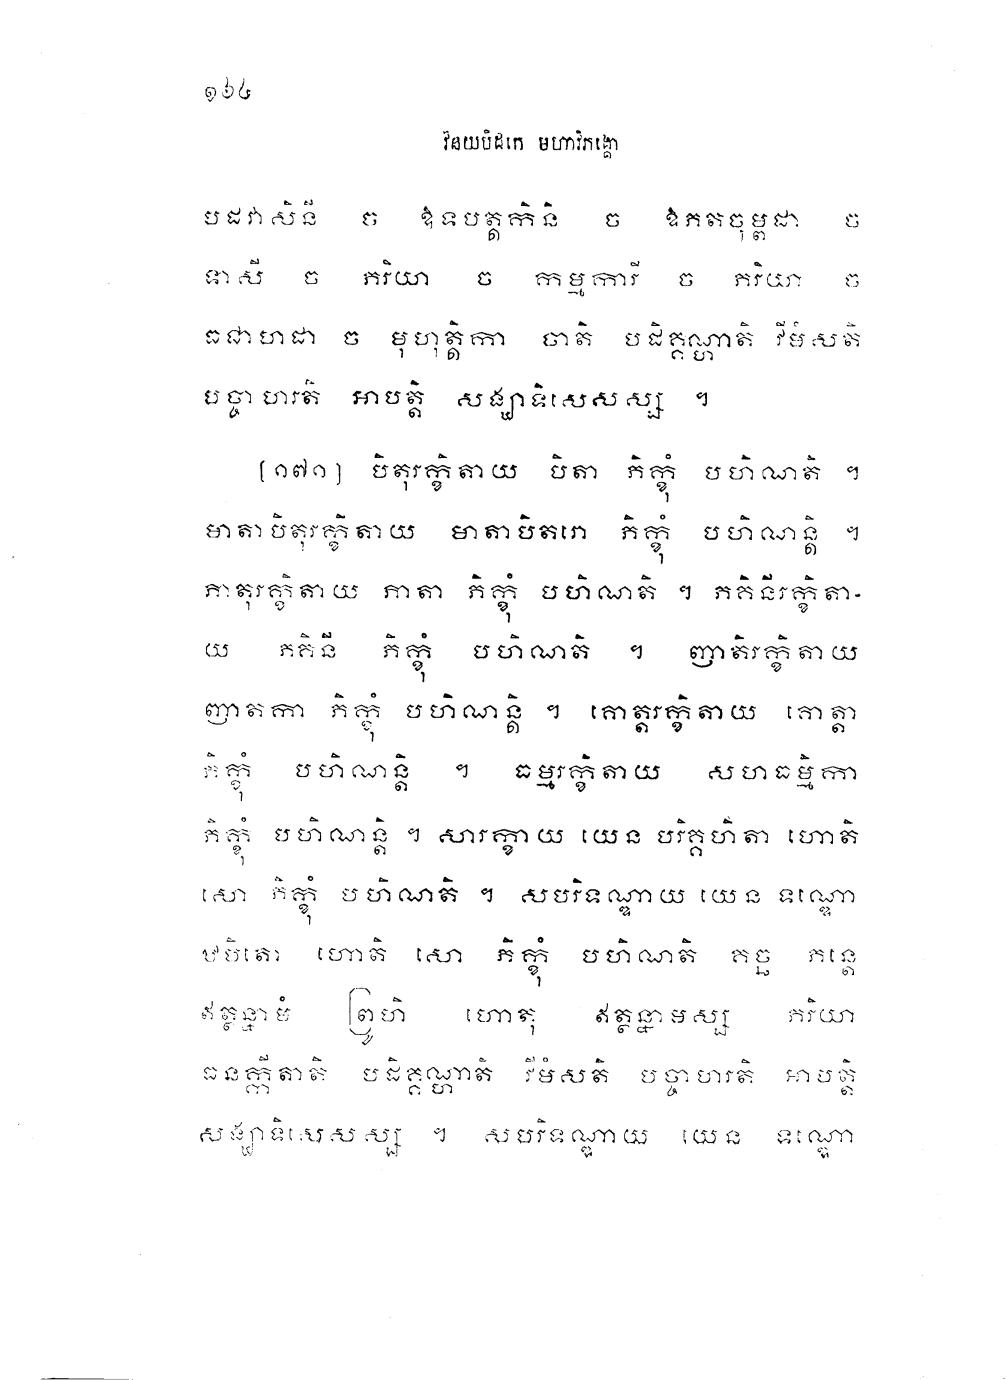 ១៦៤
វិនយបិដកេ មហាវិភង្គោ
បដវាសិនី ច ឱទបត្តកិនី ច ឱភតចុម្ពដា ច
ទាសី ច ភរិយា ច កម្មការី ច ភរិយា ច
ធជាហដា ច មុហុត្តិកា ចាតិ បដិគ្គណ្ហាតិ វីមំសតិ
បច្ចាហរតិ អាបត្តិ សង្ឃាទិសេសស្ស ។
[១៧១] បិតុរក្ខិតាយ បិតា ភិក្ខុំ បហិណតិ ។
មាតាបិតុរក្ខិតាយ មាតាបិតរោ ភិក្ខុំ បហិណន្តិ ។
ភាតុរក្ខិតាយ ភាតា ភិក្ខុំ បហិណតិ ។ ភគិនីរក្ខិតា-
យ ភគិនី ភិក្ខុំ បហិណតិ ។ ញាតិរក្ខិតាយ
ញាតកា ភិក្ខុំ បហិណន្តិ ។ គោត្តរក្ខិតាយ គោត្តា
ភិក្ខុំ បហិណន្តិ ។ ធម្មរក្ខិតាយ សហធម្មិកា
ភិក្ខុំ បហិណន្តិ ។ សារក្ខាយ យេន បរិគ្គហិតា ហោតិ
សោ ភិក្ខុំ បហិណតិ ។ សបរិទណ្ឌាយ យេន ទណ្ឌោ
ឋបិតោ ហោតិ សោ ភិក្ខុំ បហិណតិ គច្ឆ ភន្តេ
ឥត្ថន្នាមំ ព្រូហិ ហោតុ ឥត្ថន្នាមស្ស ភរិយា
ធនក្កីតាតិ បដិគ្គណ្ហាតិ វីមំសតិ បច្ចាហរតិ អាបត្តិ
សង្ឃាទិសេសស្ស ។ សបរិទណ្ឌាយ យេន ទណ្ឌោ